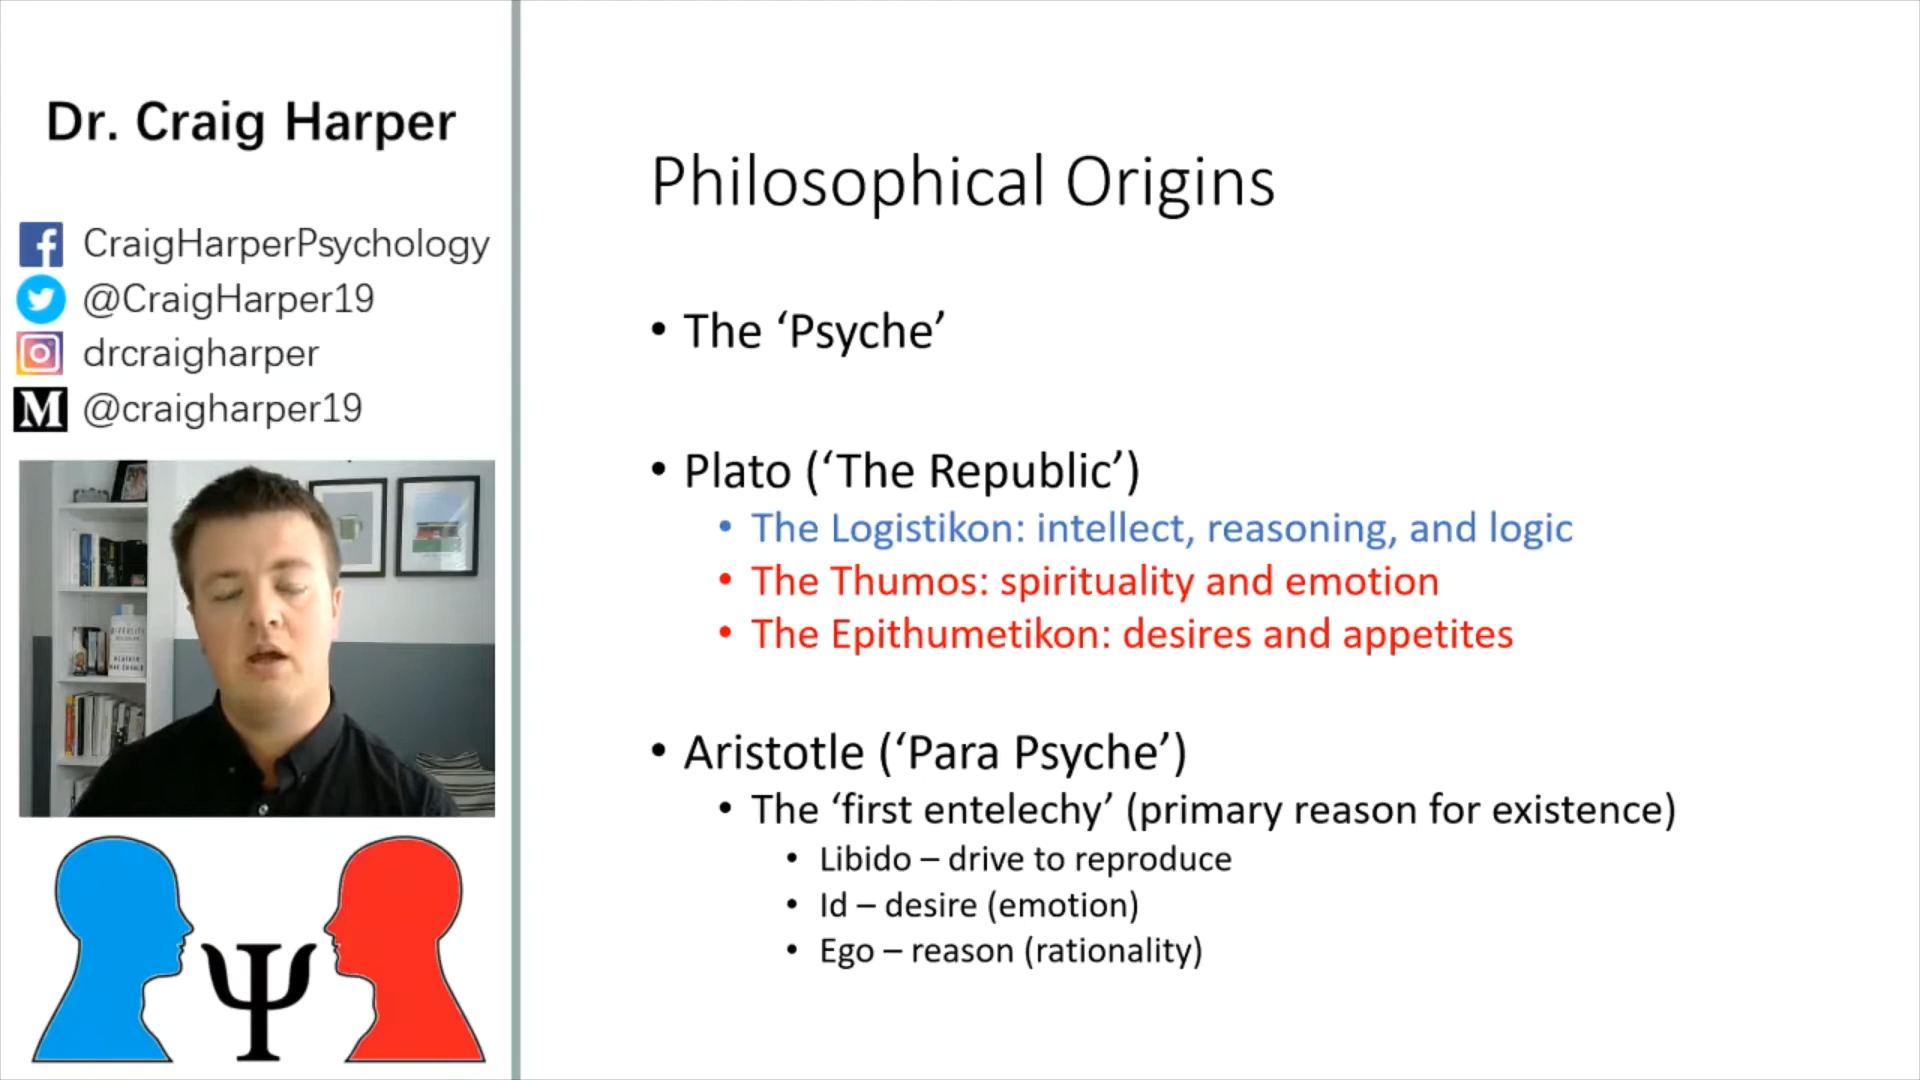 Dr. Craig Harper
CraigHarperPsychology
@CraigHarper19
drcraigharper
M @craigharper19
Ψ
Philosophical Origins
• The ‘Psyche’
• Plato (‘The Republic’)
• The Logistikon: intellect, reasoning, and logic
• The Thumos: spirituality and emotion
• The Epithumetikon: desires and appetites
• Aristotle (‘Para Psyche’)
• The ‘first entelechy’ (primary reason for existence)
• Libido – drive to reproduce
• Id – desire (emotion)
• Ego – reason (rationality)